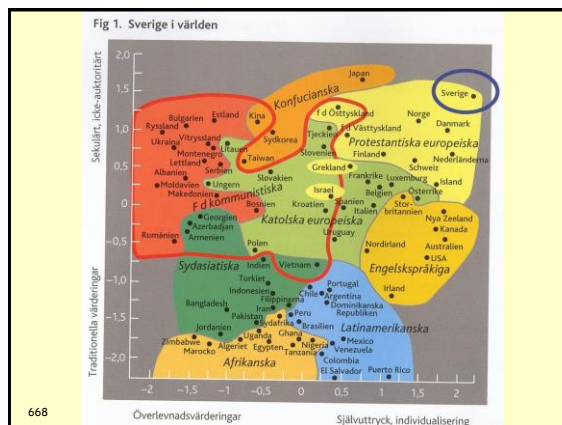 Fig 1. Sverige i världen
Sekulärt, icke-auktoritärt
Traditionella värderingar
2,0
1,5
1,0
0,5
0
−0,5
−1,0
−1,5
−2,0
Japan
Konfucianska
Sverige
Bulgarien
Estland
Kina
f d Östtyskland
Norge
Ryssland
Danmark
Ukraina
Vitryssland
Litauen
Sydkorea
Tjeckien
f d Västtyskland
Protestantiska europeiska
Montenegro
Slovenien
Finland
Nederländerna
Lettland
Serbien
Taiwan
Grekland
Schweiz
Albanien
Slovakien
Frankrike
Luxemburg
Island
Moldavien
Ungern
Israel
Belgien
Österrike
Makedonien
F d kommunistiska
Bosnien
Kroatien
Spanien
Italien
Stor-
britannien
Georgien
Katolska europeiska
Nya Zeeland
Azerbadjan
Uruguay
Kanada
Armenien
Nordirland
Australien
Rumänien
Polen
Engelskspråkiga
USA
Sydasiatiska
Indien
Vietnam
Irland
Turkiet
Portugal
Indonesien
Chile
Argentina
Bangladesh
Filippinerna
Dominikanska
Republiken
Iran
Peru
Pakistan
Sydafrika
Brasilien
Latinamerikanska
Jordanien
Uganda
Ghana
Zimbabwe
Algeriet
Egypten
Nigeria
Mexico
Marocko
Tanzania
Venezuela
Afrikanska
Colombia
El Salvador
Puerto Rico
−2
−1,5
−1,0
−0,5
0
0,5
1,0
1,5
2,0
Överlevnadsvärderingar
Självuttryck, individualisering
668